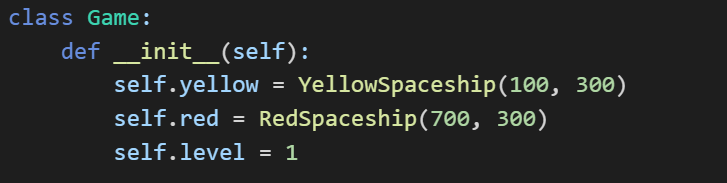 class Game:
    def __init__(self):
        self.yellow = YellowSpaceship(100, 300)
        self.red = RedSpaceship(700, 300)
        self.level = 1